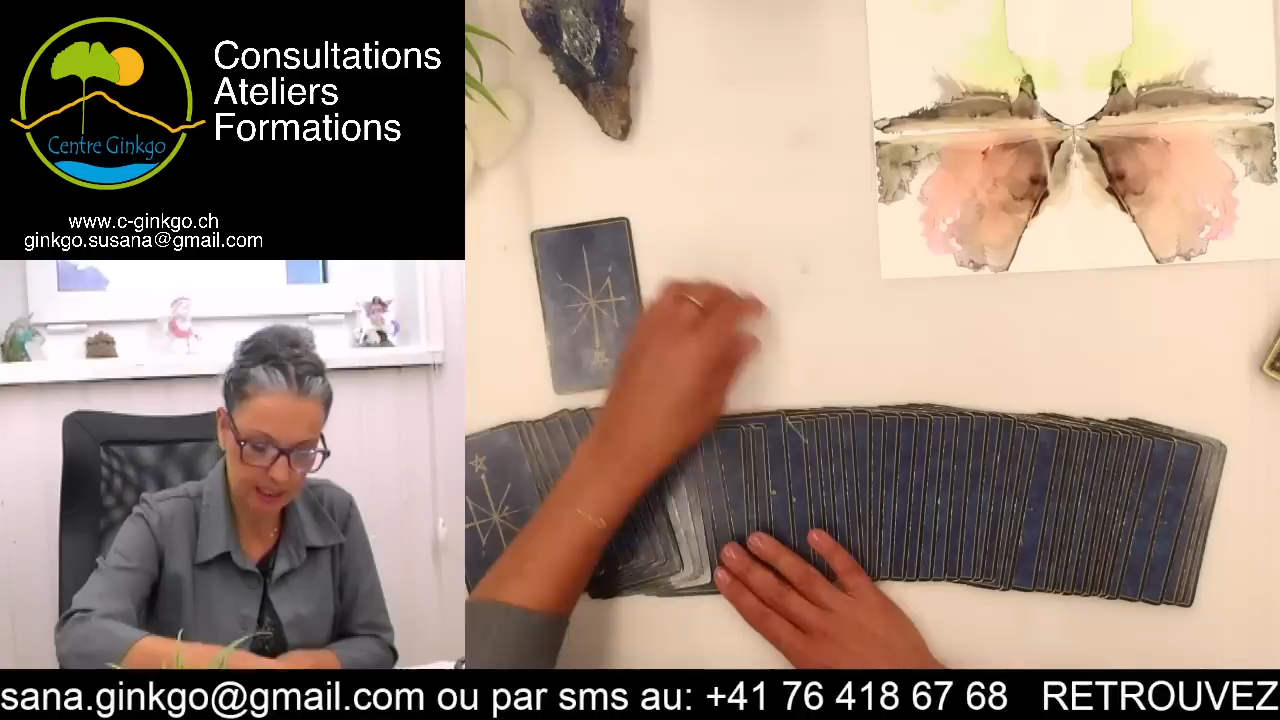 Consultations
Ateliers
Formations
Centre Ginkgo
www.c-ginkgo.ch
ginkgo.susana@gmail.com
sana.ginkgo@gmail.com ou par sms au: +41 76 418 67 68 RETROUVEZ